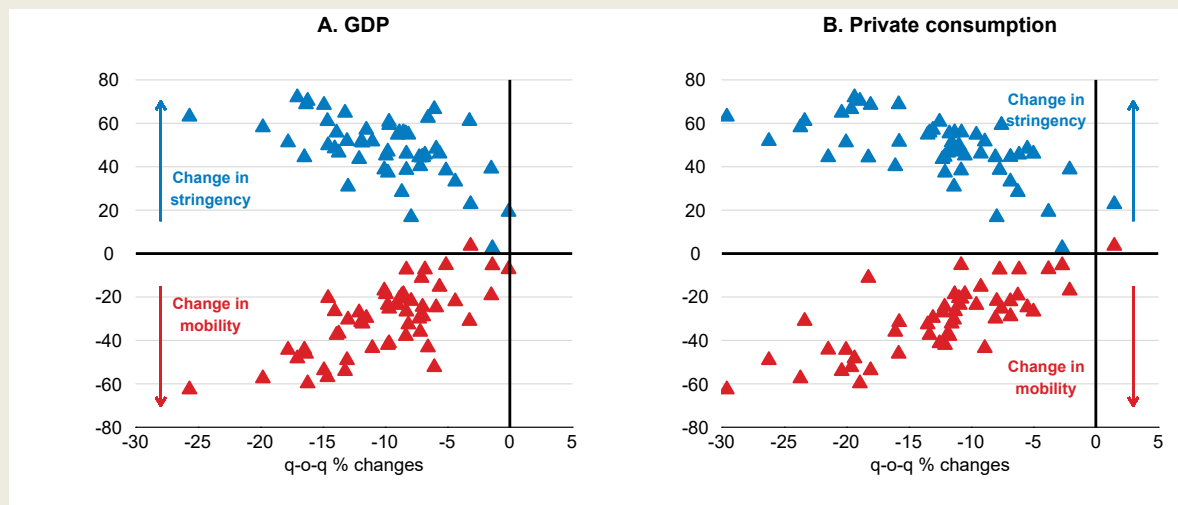 A. GDP
80
60
40
20
0
-20
-40
-60
-80
Change in
stringency
Change in
mobility
-30 -25 -20 -15 -10 -5 0 5
q-o-q % changes
B. Private consumption
80
60
40
20
0
-20
-40
-60
-80
Change in
stringency
Change in
mobility
-30 -25 -20 -15 -10 -5 0 5
q-o-q % changes